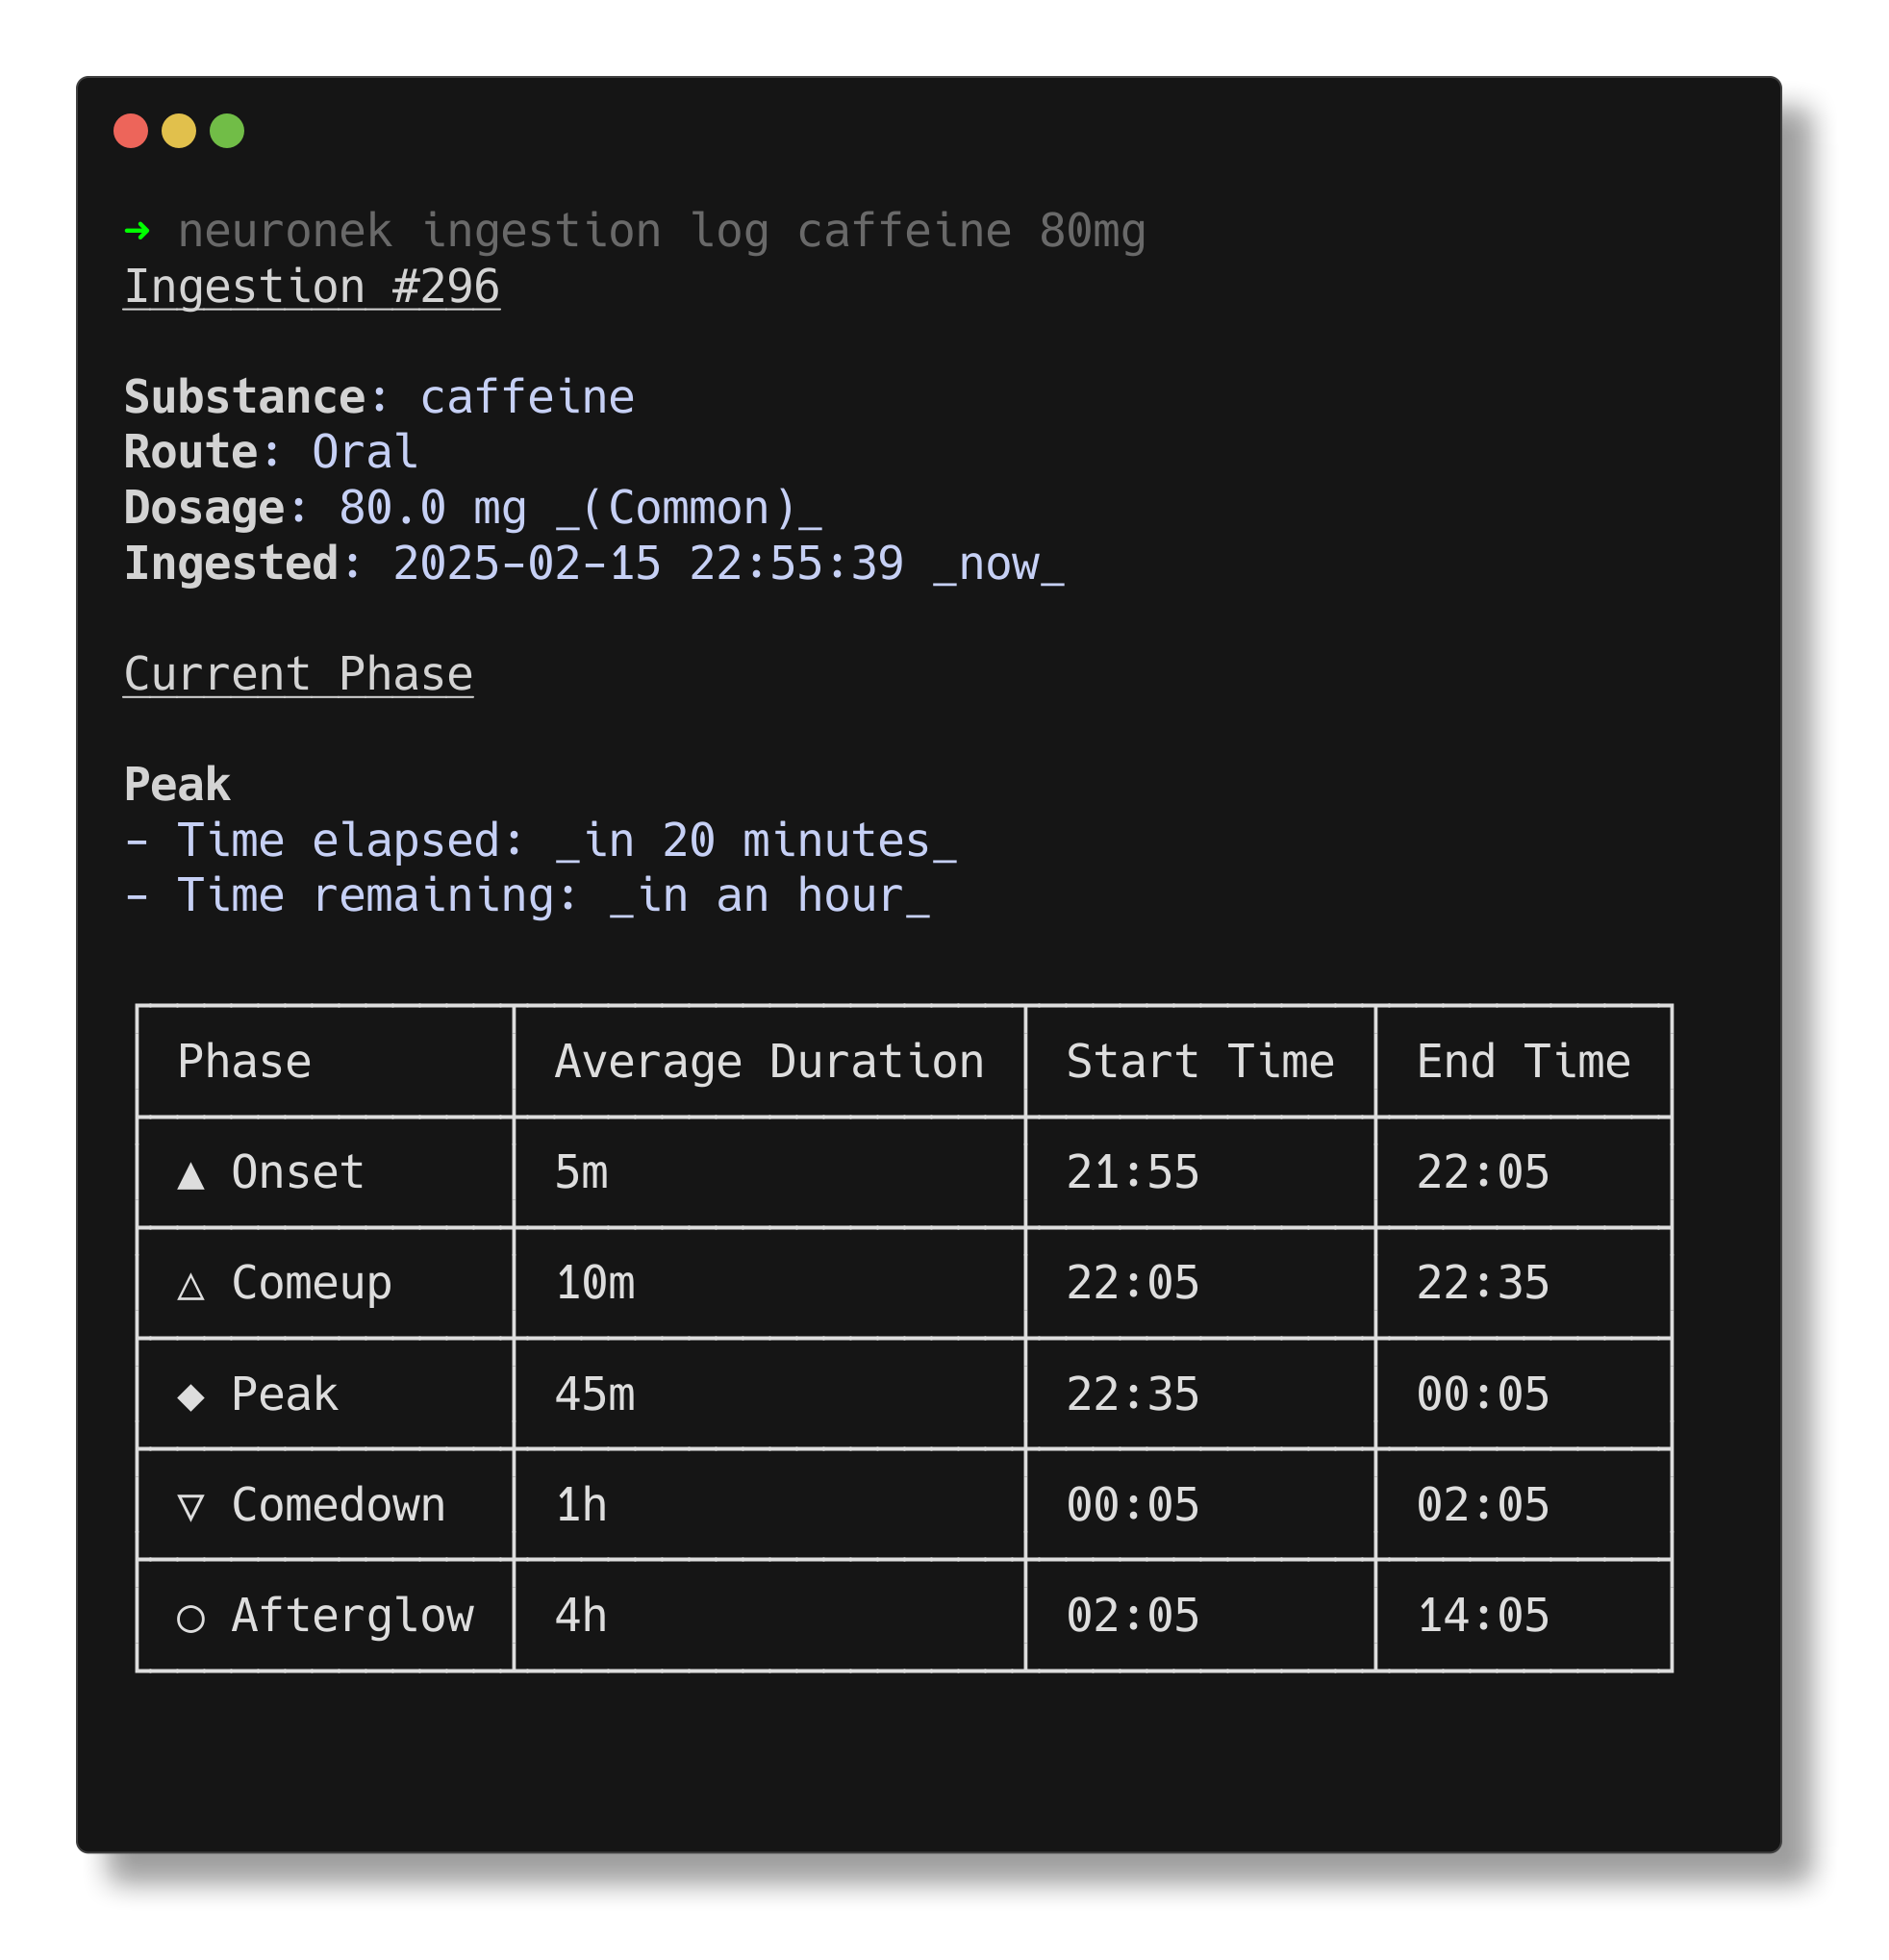 ➜ neuronek ingestion log caffeine 80mg
Ingestion #296
Substance: caffeine
Route: Oral
Dosage: 80.0 mg _(Common)_
Ingested: 2025-02-15 22:55:39 _now_
Current Phase
Peak
- Time elapsed: _in 20 minutes_
- Time remaining: _in an hour_
Phase Average Duration Start Time End Time
▲ Onset 5m 21:55 22:05
△ Comeup 10m 22:05 22:35
◆ Peak 45m 22:35 00:05
▽ Comedown 1h 00:05 02:05
○ Afterglow 4h 02:05 14:05